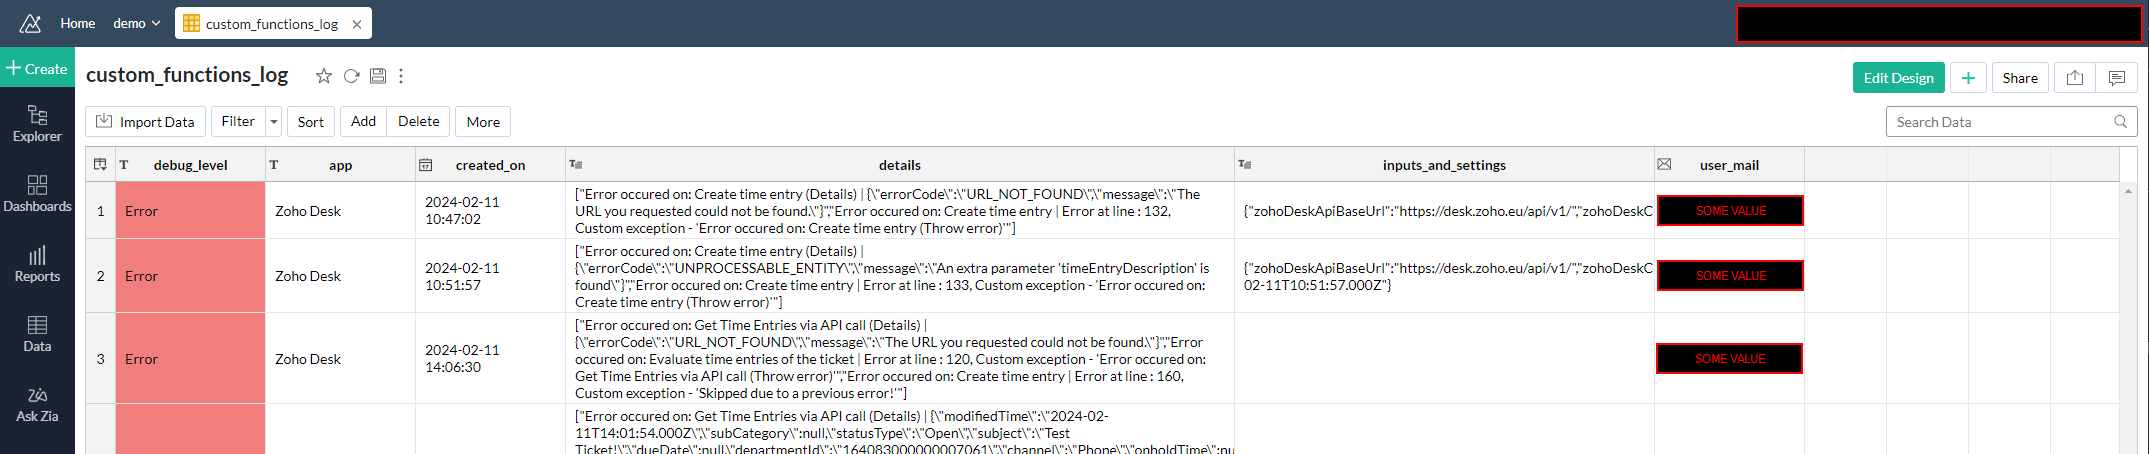 Home demo custom_functions_log
Create
custom_functions_log
Edit Design + Share
Import Data Filter Sort Add Delete More
Search Data
Explorer
Dashboards
Reports
Data
Ask Zia
debug_level app created_on details inputs_and_settings user_mail
1 Error Zoho Desk
2024-02-11
10:47:02
["Error occured on: Create time entry (Details) | {\"errorCode\":\"URL_NOT_FOUND\",\"message\":\"The
URL you requested could not be found.\"}","Error occured on: Create time entry | Error at line : 132,
Custom exception - 'Error occured on: Create time entry (Throw error)'"]
{"zohoDeskApiBaseUrl":"https://desk.zoho.eu/api/v1/","zohoDeskC
SOME VALUE
2 Error Zoho Desk
2024-02-11
10:51:57
["Error occured on: Create time entry (Details) |
{\"errorCode\":\"UNPROCESSABLE_ENTITY\",\"message\":\"An extra parameter 'timeEntryDescription' is
found\"}","Error occured on: Create time entry | Error at line : 133, Custom exception - 'Error occured on:
Create time entry (Throw error)'"]
{"zohoDeskApiBaseUrl":"https://desk.zoho.eu/api/v1/","zohoDeskC
02-11T10:51:57.000Z"}
SOME VALUE
3 Error Zoho Desk
2024-02-11
14:06:30
["Error occured on: Get Time Entries via API call (Details) |
{\"errorCode\":\"URL_NOT_FOUND\",\"message\":\"The URL you requested could not be found.\"}","Error
occured on: Evaluate time entries of the ticket | Error at line : 120, Custom exception - 'Error occured on:
Get Time Entries via API call (Throw error)'","Error occured on: Create time entry | Error at line : 160,
Custom exception - 'Skipped due to a previous error!'"]
SOME VALUE
["Error occured on: Get Time Entries via API call (Details) | {\"modifiedTime\":\"2024-02-
11T14:01:54.000Z\",\"subCategory\":null,\"statusType\":\"Open\",\"subject\":\"Test
Ticket!\",\"dueDate\":null,\"departmentId\":\"164083000000007061\",\"channel\":\"Phone\",\"onholdTime\":nu